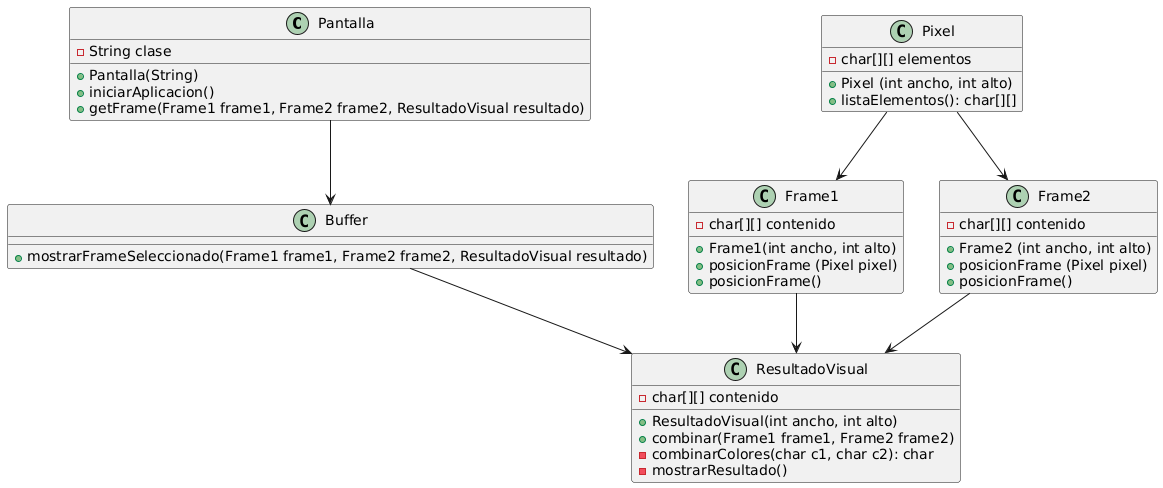 C Pantalla
String clase
Pantalla(String)
iniciarAplicacion()
getFrame(Frame1 frame1, Frame2 frame2, ResultadoVisual resultado)
C Pixel
char[][] elementos
Pixel (int ancho, int alto)
listaElementos(): char[][]
C Buffer
mostrarFrameSeleccionado(Frame1 frame1, Frame2 frame2, ResultadoVisual resultado)
C Frame1
char[][] contenido
Frame1(int ancho, int alto)
posicionFrame (Pixel pixel)
posicionFrame()
C Frame2
char[][] contenido
Frame2 (int ancho, int alto)
posicionFrame (Pixel pixel)
posicionFrame()
C ResultadoVisual
char[][] contenido
ResultadoVisual(int ancho, int alto)
combinar(Frame1 frame1, Frame2 frame2)
combinarColores(char c1, char c2): char
mostrarResultado()